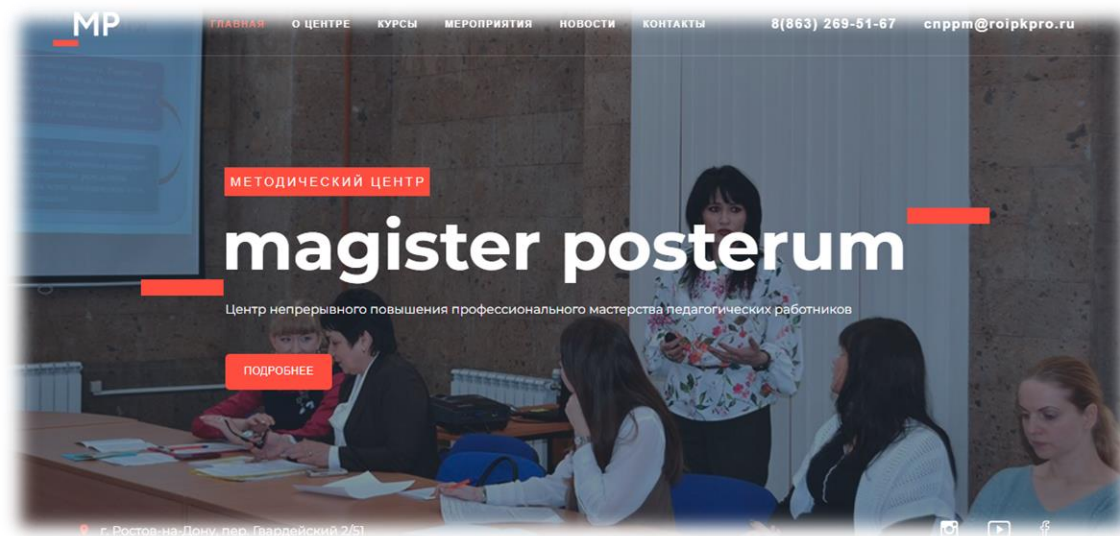 MP
ГЛАВНАЯ О ЦЕНТРЕ КУРСЫ МЕРОПРИЯТИЯ НОВОСТИ КОНТАКТЫ 8(863) 269-51-67 cnppm@roipkpro.ru
МЕТОДИЧЕСКИЙ ЦЕНТР
magister posterum
Центр непрерывного повышения профессионального мастерства педагогических работников
ПОДРОБНЕЕ
г. Ростов-на-Дону, пер. Гвардейский 2/51